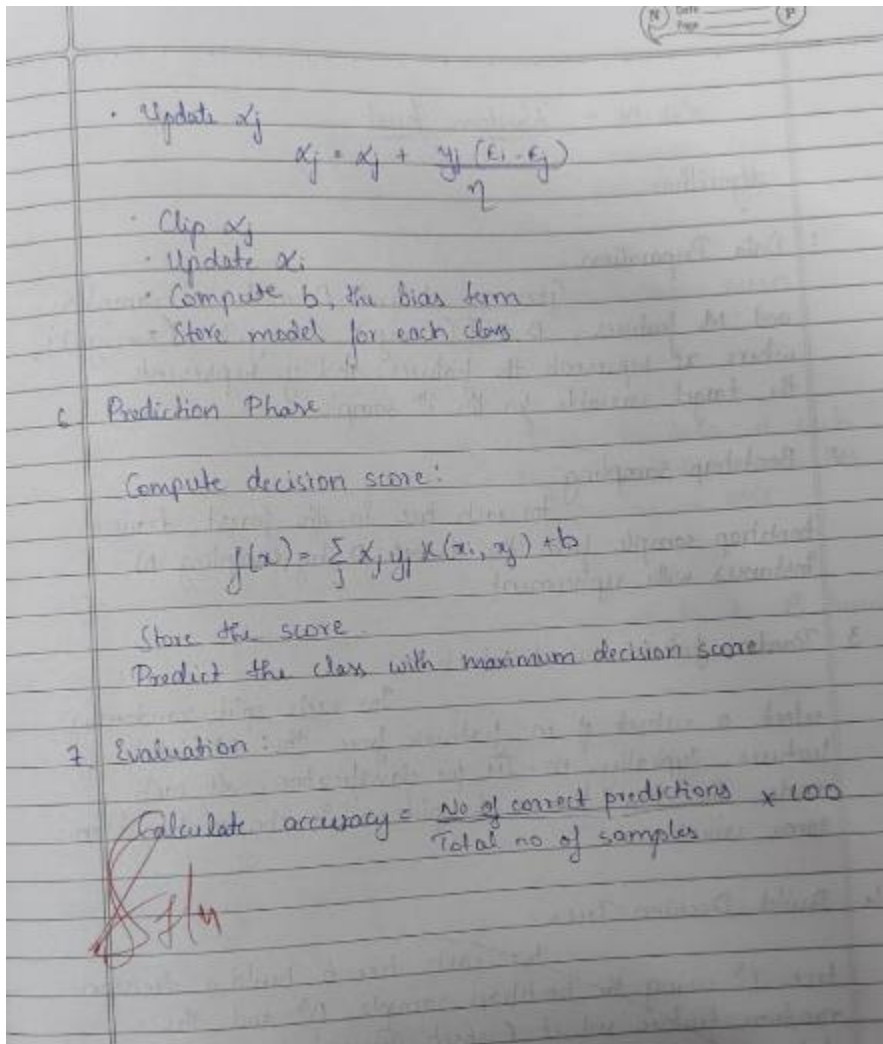 N Date
Page P
· Update αj
αj = αj + yj (Ei - Ej)
η
· Clip αj
· Update αi
· Compute b, the bias term
· Store model for each class
6 Prediction Phase
Compute decision score:
f(x) = Σ αj yj K(xi, xj) + b
j
Store the score.
Predict the class with maximum decision score
7 Evaluation:
Calculate accuracy = No of correct predictions × 100
Total no of samples